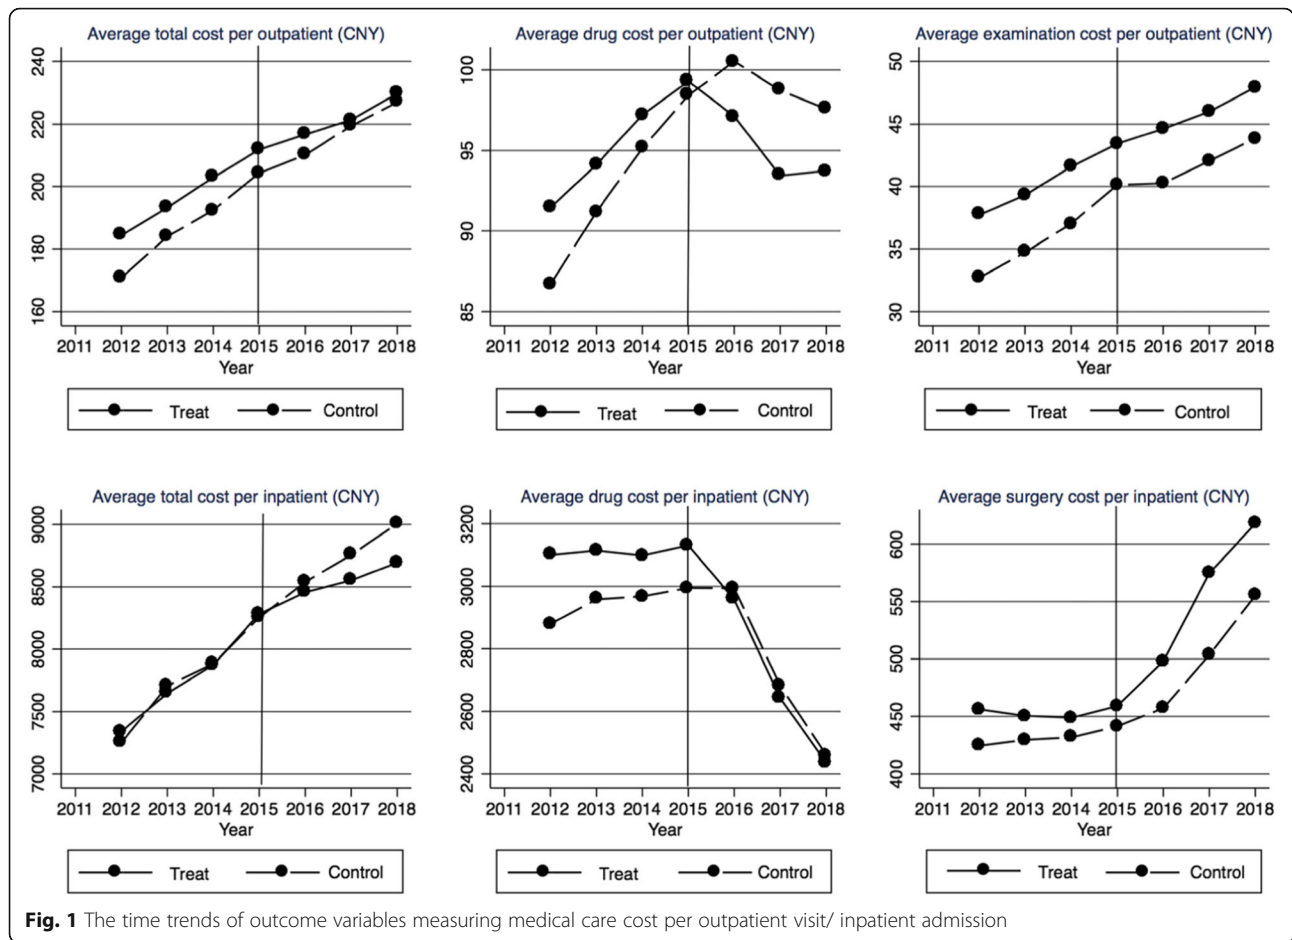 Average total cost per outpatient (CNY)
240
220
200
180
160
2011 2012 2013 2014 2015 2016 2017 2018
Year
Treat Control
Average drug cost per outpatient (CNY)
100
95
90
85
2011 2012 2013 2014 2015 2016 2017 2018
Year
Treat Control
Average examination cost per outpatient (CNY)
50
45
40
35
30
2011 2012 2013 2014 2015 2016 2017 2018
Year
Treat Control
Average total cost per inpatient (CNY)
9000
8500
8000
7500
7000
2011 2012 2013 2014 2015 2016 2017 2018
Year
Treat Control
Average drug cost per inpatient (CNY)
3200
3000
2800
2600
2400
2011 2012 2013 2014 2015 2016 2017 2018
Year
Treat Control
Average surgery cost per inpatient (CNY)
600
550
500
450
400
2011 2012 2013 2014 2015 2016 2017 2018
Year
Treat Control
Fig. 1 The time trends of outcome variables measuring medical care cost per outpatient visit/ inpatient admission